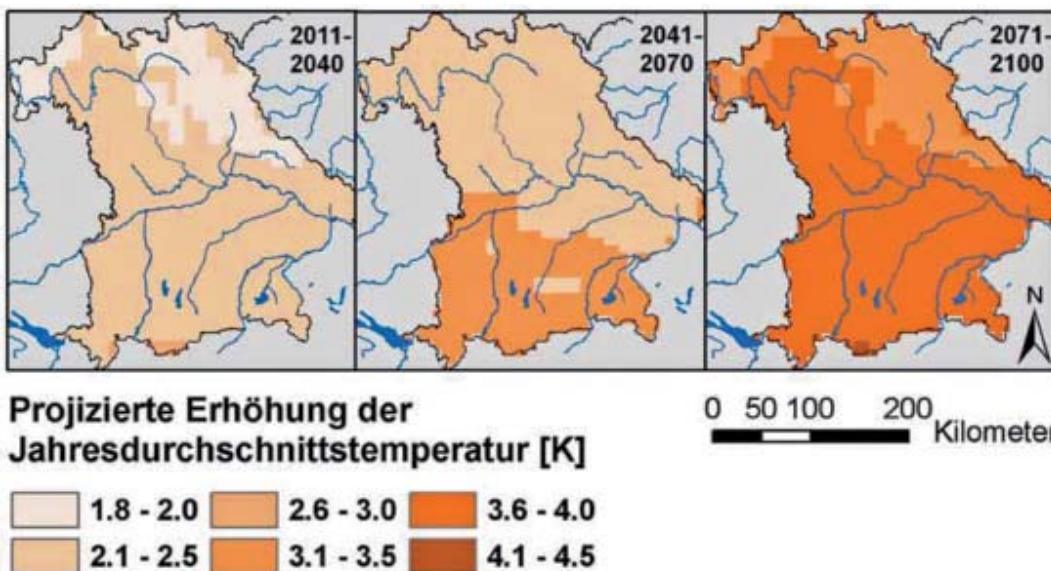 2011-
2040
2041-
2070
2071-
2100
N
Projizierte Erhöhung der
Jahresdurchschnittstemperatur [K]
0 50 100 200
Kilometer
1.8 - 2.0 2.6 - 3.0 3.6 - 4.0
2.1 - 2.5 3.1 - 3.5 4.1 - 4.5